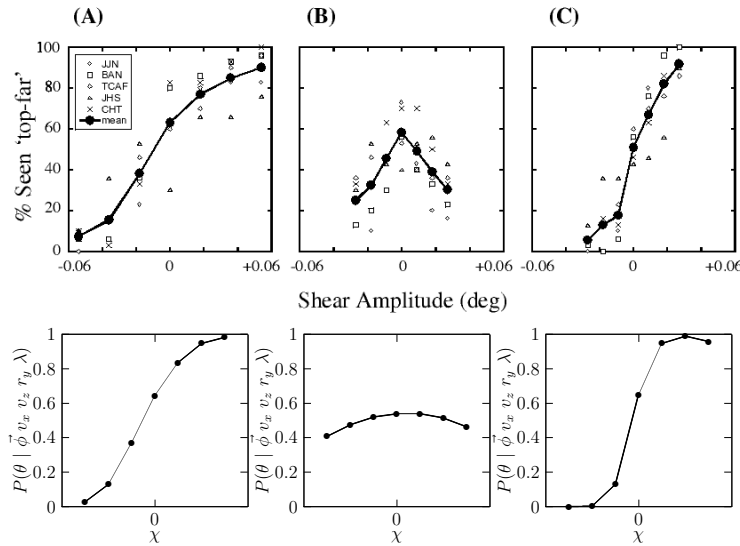 (A) (B) (C)
100
80
60
40
20
0
% Seen ‘top-far’
JJN
BAN
TCAF
JHS
CHT
mean
-0.06 0 +0.06
-0.06 0 +0.06
-0.06 0 +0.06
Shear Amplitude (deg)
1
0.8
0.6
0.4
0.2
0
P(θ | ϕ⃗ vₓ v_z r_y λ)
0
χ
1
0.8
0.6
0.4
0.2
0
P(θ | ϕ⃗ vₓ v_z r_y λ)
0
χ
1
0.8
0.6
0.4
0.2
0
P(θ | ϕ⃗ vₓ v_z r_y λ)
0
χ